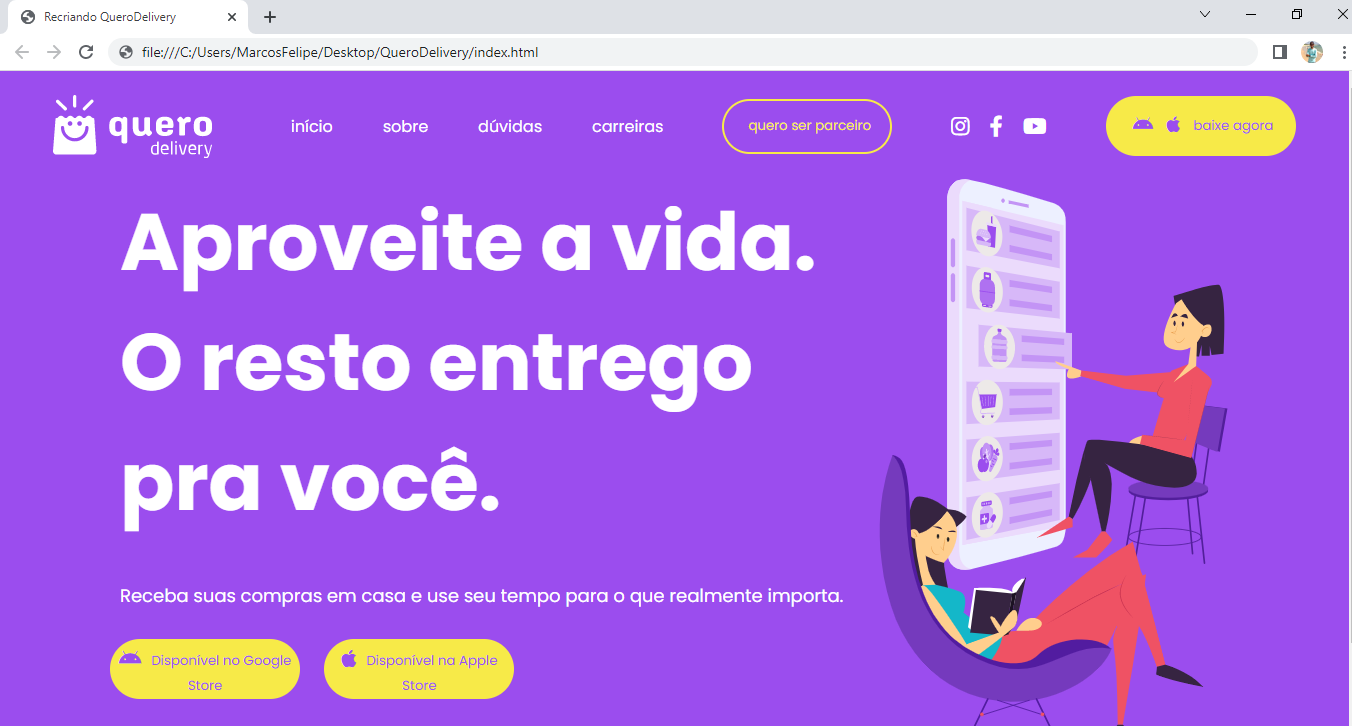 Recriando QueroDelivery
file:///C:/Users/MarcosFelipe/Desktop/QueroDelivery/index.html
quero
delivery
início
sobre
dúvidas
carreiras
quero ser parceiro
baixe agora
Aproveite a vida.
O resto entrego
pra você.
Receba suas compras em casa e use seu tempo para o que realmente importa.
Disponível no Google
Store
Disponível na Apple
Store